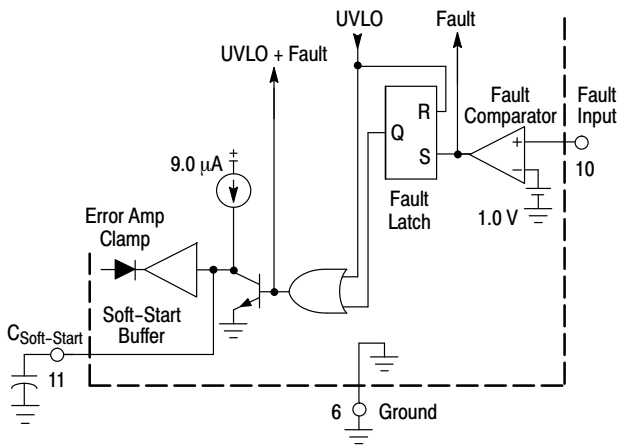 UVLO
Fault
UVLO + Fault
R
Q
S
Fault
Comparator
Fault
Input
+
−
10
9.0 µA
+
Fault
Latch
1.0 V
Error Amp
Clamp
Soft−Start
Buffer
CSoft−Start
11
6
Ground